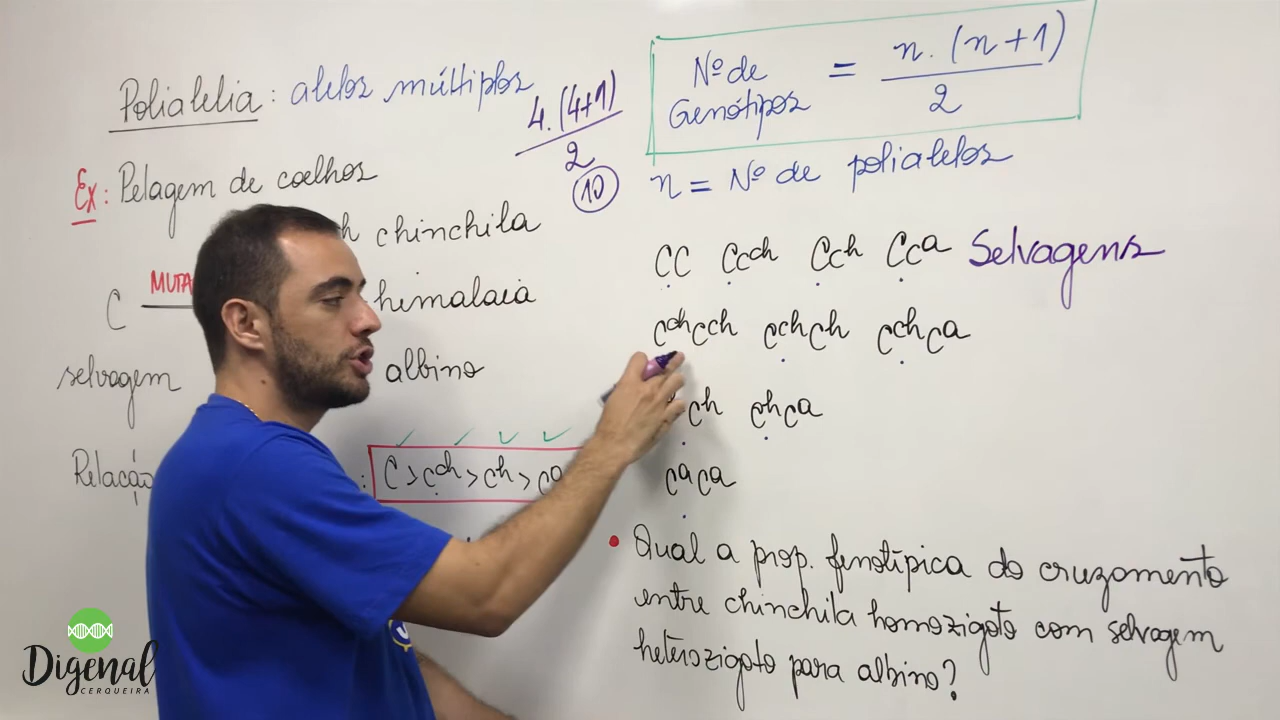 Polialelia: alelos múltiplos
4.(4+1)
2
10
Nº de Genótipos = n.(n+1)
2
n = Nº de polialelos
Ex: Pelagem de coelhos
ch chinchila
C MUTA himalaia
selvagem albino
Relação : C > cch > ch > ca
CC Ccch Cch Cca Selvagens
cchcch cchch cchca
ch chca
caca
• Qual a prop. fenotípica do cruzamento
entre chinchila homozigoto com selvagem
heterozigoto para albino?
Digenal
CERQUEIRA